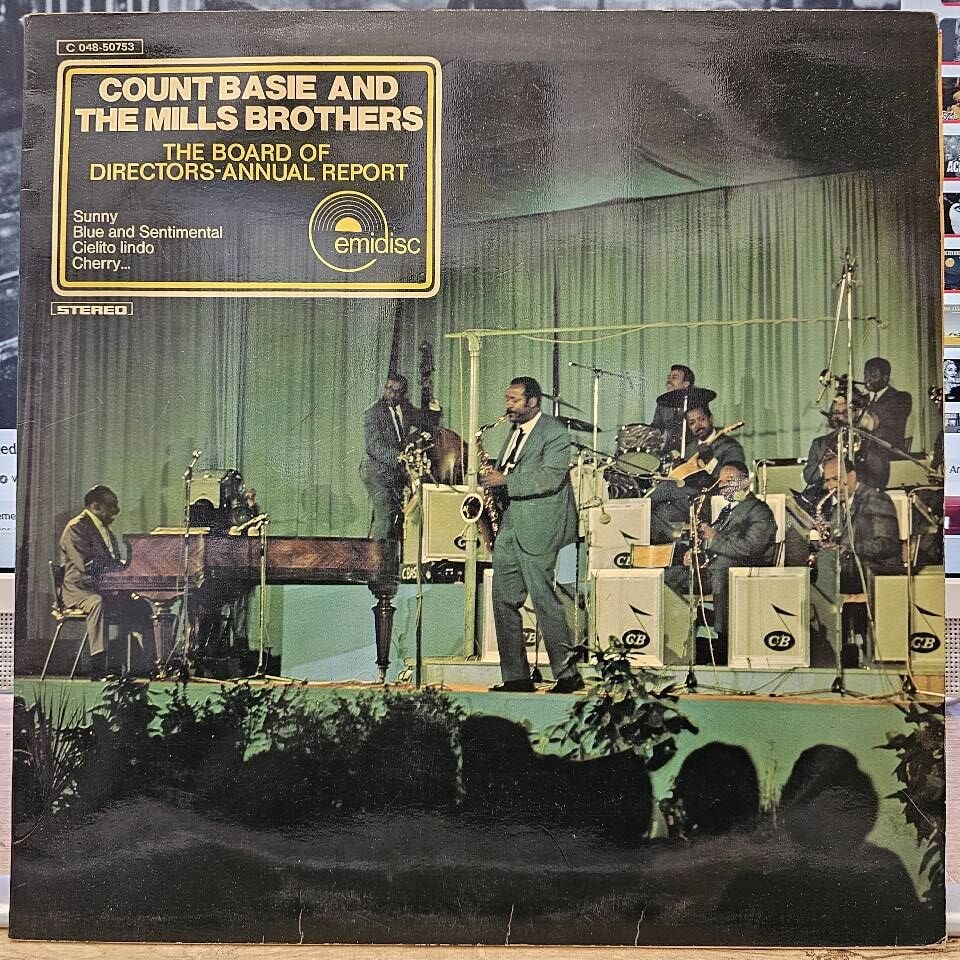 C 048-50753
COUNT BASIE AND
THE MILLS BROTHERS
THE BOARD OF
DIRECTORS-ANNUAL REPORT
Sunny
Blue and Sentimental
Cielito lindo
Cherry...
emidisc
STEREO
CB
CB
CB